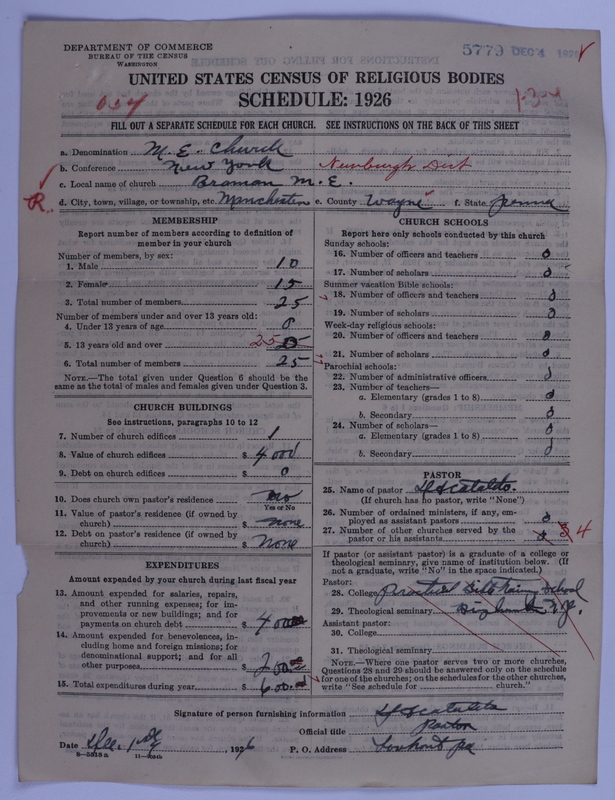 DEPARTMENT OF COMMERCE
BUREAU OF THE CENSUS
WASHINGTON
5779 DEC 4 192
UNITED STATES CENSUS OF RELIGIOUS BODIES
SCHEDULE: 1926
1-3-4
FILL OUT A SEPARATE SCHEDULE FOR EACH CHURCH. SEE INSTRUCTIONS ON THE BACK OF THIS SHEET
a. Denomination M. E. Church
b. Conference New York Newburgh Dist
c. Local name of church Braman M. E.
R. d. City, town, village, or township, etc. Manchester e. County Wayne f. State Penna
MEMBERSHIP
Report number of members according to definition of member in your church
Number of members, by sex:
1. Male 10
2. Female 15
3. Total number of members 25
Number of members under and over 13 years old:
4. Under 13 years of age 0
5. 13 years old and over 25
6. Total number of members 25
NOTE.—The total given under Question 6 should be the same as the total of males and females given under Question 3.
CHURCH BUILDINGS
See instructions, paragraphs 10 to 12
7. Number of church edifices 1
8. Value of church edifices $ 4000
9. Debt on church edifices $ 0
10. Does church own pastor's residence no
Yes or No
11. Value of pastor's residence (if owned by church) $ none
12. Debt on pastor's residence (if owned by church) $ None
EXPENDITURES
Amount expended by your church during last fiscal year
13. Amount expended for salaries, repairs, and other running expenses; for improvements or new buildings; and for payments on church debt $ 400
14. Amount expended for benevolences, including home and foreign missions; for denominational support; and for all other purposes $ 200
15. Total expenditures during year $ 600
CHURCH SCHOOLS
Report here only schools conducted by this church
Sunday schools:
16. Number of officers and teachers 0
17. Number of scholars 0
Summer vacation Bible schools:
18. Number of officers and teachers 0
19. Number of scholars 0
Week-day religious schools:
20. Number of officers and teachers 0
21. Number of scholars 0
Parochial schools:
22. Number of administrative officers 0
23. Number of teachers—
a. Elementary (grades 1 to 8) 0
b. Secondary 0
24. Number of scholars—
a. Elementary (grades 1 to 8) 0
b. Secondary 0
PASTOR
25. Name of pastor Scataldo.
(If church has no pastor, write "None")
26. Number of ordained ministers, if any, employed as assistant pastors 0
27. Number of other churches served by the pastor or his assistants 4
If pastor (or assistant pastor) is a graduate of a college or theological seminary, give name of institution below. (If not a graduate, write "No" in the space indicated.)
Pastor:
28. College Practical Bible Training School
29. Theological seminary Binghamton N.Y.
Assistant pastor:
30. College
31. Theological seminary
NOTE.—Where one pastor serves two or more churches, Questions 28 and 29 should be answered only on the schedule for one of the churches; on the schedules for the other churches, write "See schedule for church."
Signature of person furnishing information Scataldo
Official title Pastor
Date Dec. 1st, 1926 P. O. Address Lookout Pa
8—5518 a